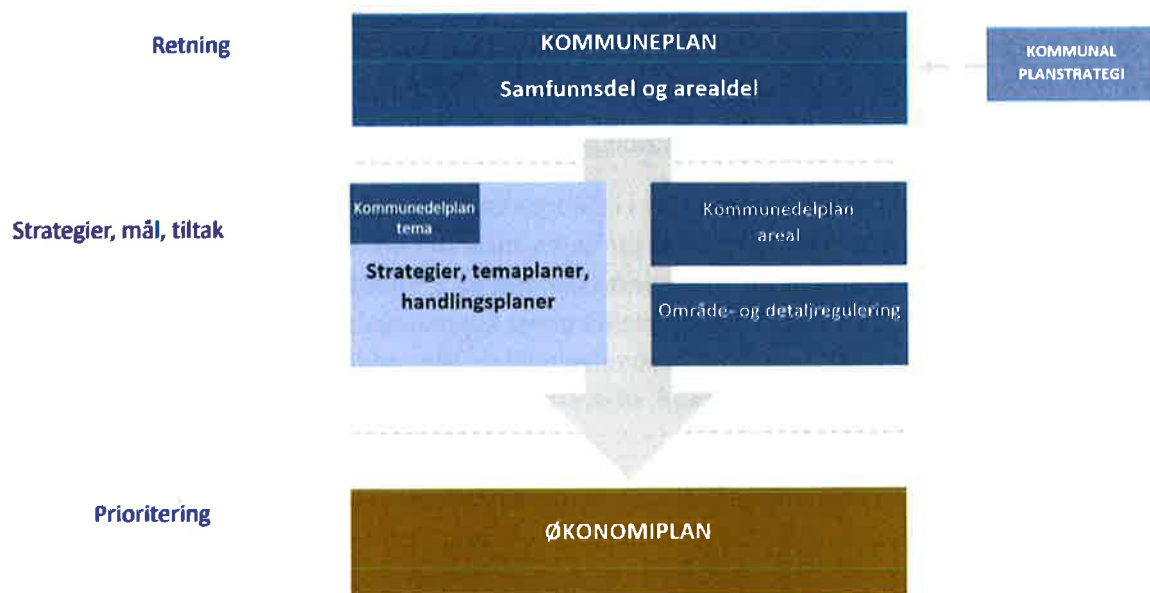 Retning
KOMMUNEPLAN
Samfunnsdel og arealdel
KOMMUNAL
PLANSTRATEGI
Strategier, mål, tiltak
Kommunedelplan
tema
Strategier, temaplaner,
handlingsplaner
Kommunedelplan
areal
Område- og detaljregulering
Prioritering
ØKONOMIPLAN